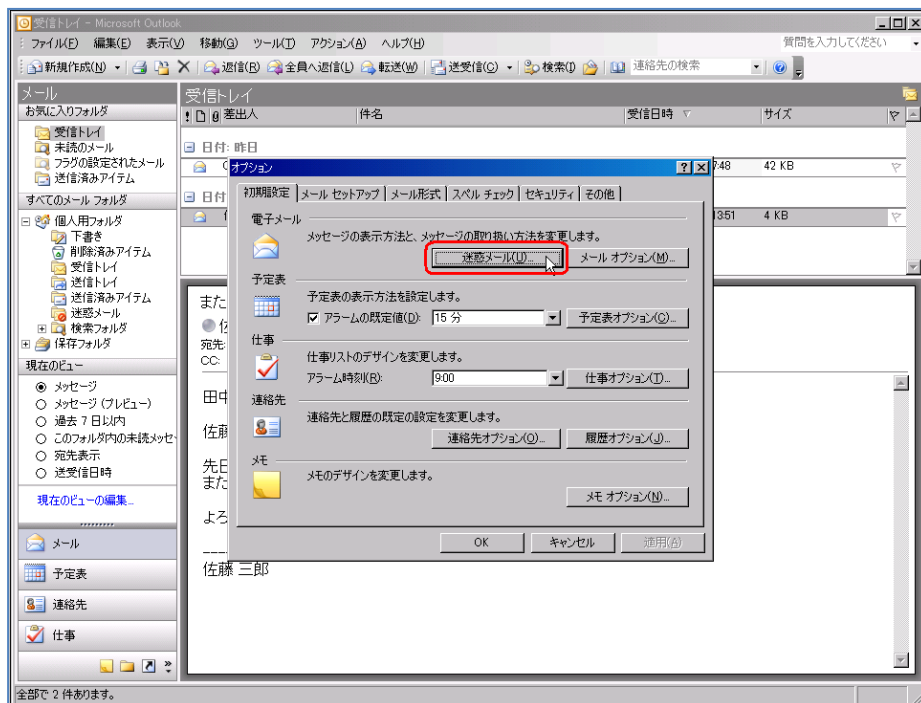 受信トレイ - Microsoft Outlook
ファイル(F) 編集(E) 表示(V) 移動(G) ツール(T) アクション(A) ヘルプ(H) 質問を入力してください
新規作成(N) 返信(R) 全員へ返信(L) 転送(W) 送受信(C) 検索(I) 連絡先の検索
メール
お気に入りフォルダ
受信トレイ
未読のメール
フラグの設定されたメール
送信済みアイテム
すべてのメール フォルダ
個人用フォルダ
下書き
削除済みアイテム
受信トレイ
送信トレイ
送信済みアイテム
迷惑メール
検索フォルダ
保存フォルダ
現在のビュー
メッセージ
メッセージ (プレビュー)
過去 7 日以内
このフォルダ内の未読メッセ
宛先表示
送受信日時
現在のビューの編集...
メール
予定表
連絡先
仕事
受信トレイ
差出人 件名 受信日時 サイズ
日付: 昨日
7:48 42 KB
日付
13:51 4 KB
また
佐
宛先:
CC:
田中
佐藤
先日
また
よろ
佐藤 三郎
オプション
初期設定 メール セットアップ メール形式 スペル チェック セキュリティ その他
電子メール
メッセージの表示方法と、メッセージの取り扱い方法を変更します。
迷惑メール(U)... メール オプション(M)...
予定表
予定表の表示方法を設定します。
アラームの既定値(D): 15 分 予定表オプション(C)...
仕事
仕事リストのデザインを変更します。
アラーム時刻(R): 9:00 仕事オプション(T)...
連絡先
連絡先と履歴の既定の設定を変更します。
連絡先オプション(O)... 履歴オプション(J)...
メモ
メモのデザインを変更します。
メモ オプション(N)...
OK キャンセル 適用(A)
全部で 2 件あります。